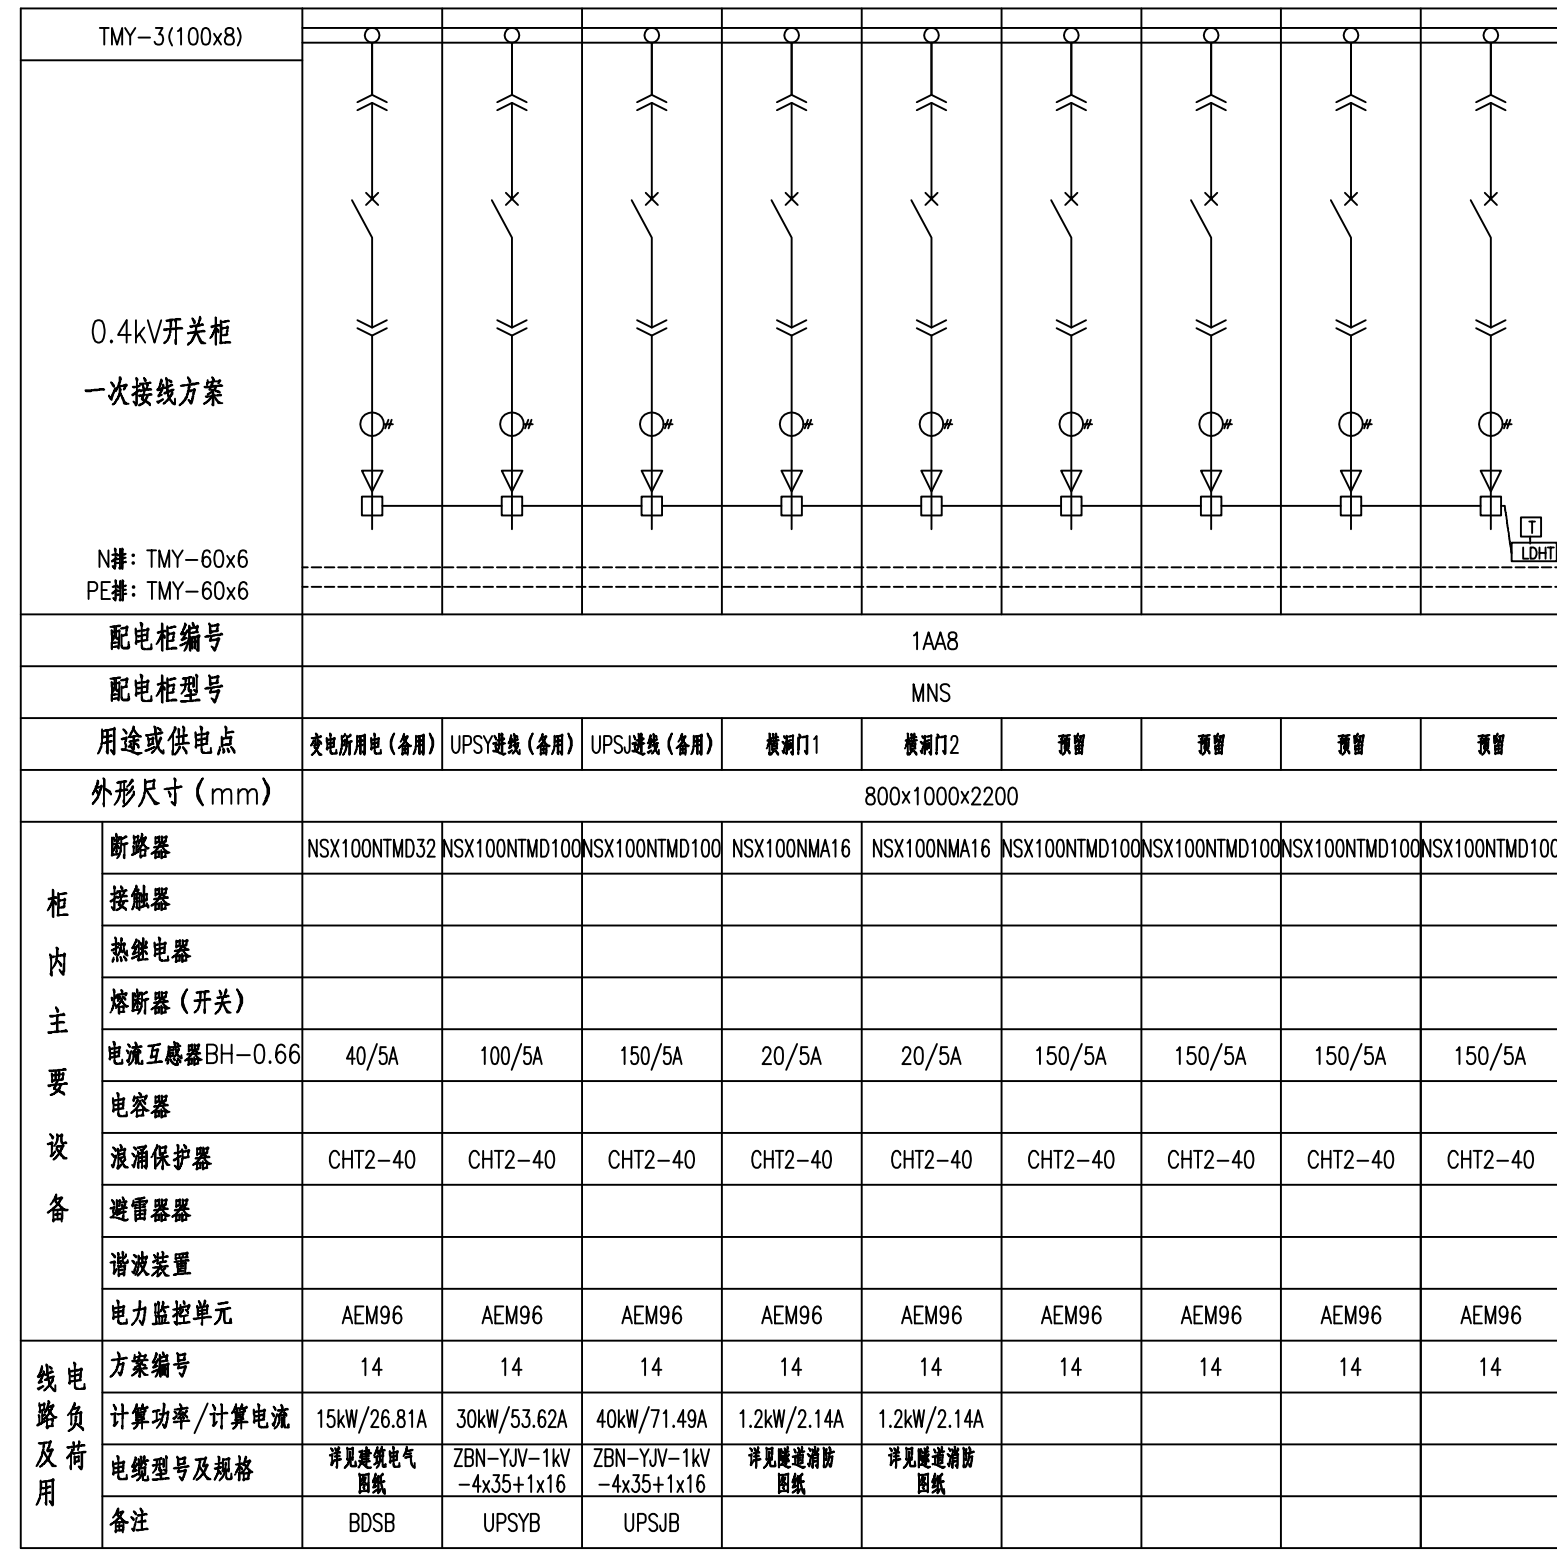 TMY-3(100x8)
0.4kV开关柜
一次接线方案
T
LDHT
N排: TMY-60x6
PE排: TMY-60x6
配电柜编号 1AA8
配电柜型号 MNS
用途或供电点 变电所用电(备用) UPSY进线(备用) UPSJ进线(备用) 横洞门1 横洞门2 预留 预留 预留 预留
外形尺寸(mm) 800x1000x2200
柜内主要设备
断路器 NSX100NTMD32 NSX100NTMD100 NSX100NTMD100 NSX100NMA16 NSX100NMA16 NSX100NTMD100 NSX100NTMD100 NSX100NTMD100 NSX100NTMD100
接触器
热继电器
熔断器(开关)
电流互感器BH-0.66 40/5A 100/5A 150/5A 20/5A 20/5A 150/5A 150/5A 150/5A 150/5A
电容器
浪涌保护器 CHT2-40 CHT2-40 CHT2-40 CHT2-40 CHT2-40 CHT2-40 CHT2-40 CHT2-40 CHT2-40
避雷器器
谐波装置
电力监控单元 AEM96 AEM96 AEM96 AEM96 AEM96 AEM96 AEM96 AEM96 AEM96
线路及用
电负荷
方案编号 14 14 14 14 14 14 14 14 14
计算功率/计算电流 15kW/26.81A 30kW/53.62A 40kW/71.49A 1.2kW/2.14A 1.2kW/2.14A
电缆型号及规格 详见建筑电气 ZBN-YJV-1kV ZBN-YJV-1kV 详见隧道消防 详见隧道消防
图纸 -4x35+1x16 -4x35+1x16 图纸 图纸
备注 BDSB UPSYB UPSJB